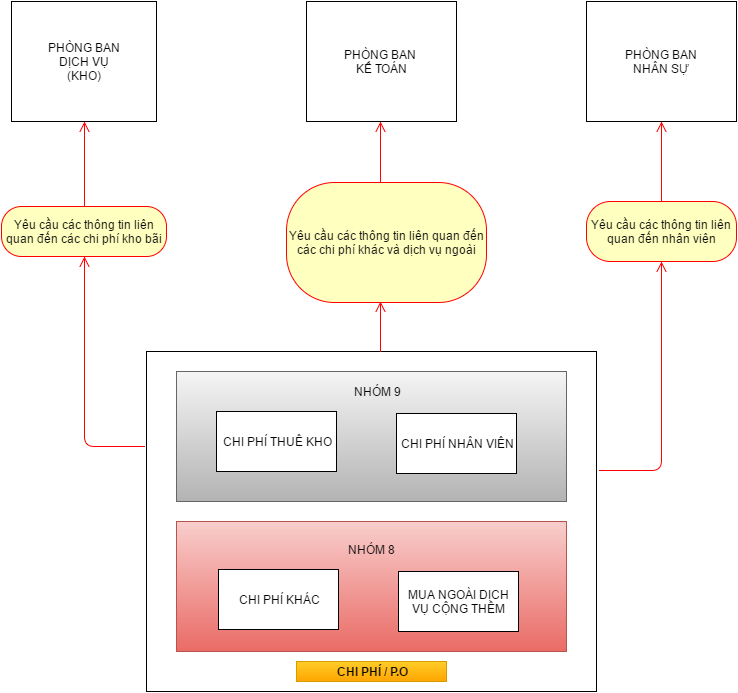 PHÒNG BAN
DỊCH VỤ
(KHO)
PHÒNG BAN
KẾ TOÁN
PHÒNG BAN
NHÂN SỰ
Yêu cầu các thông tin liên
quan đến các chi phí kho bãi
Yêu cầu các thông tin liên quan đến
các chi phí khác và dịch vụ ngoài
Yêu cầu các thông tin liên
quan đến nhân viên
NHÓM 9
CHI PHÍ THUÊ KHO
CHI PHÍ NHÂN VIÊN
NHÓM 8
CHI PHÍ KHÁC
MUA NGOÀI DỊCH
VỤ CỘNG THÊM
CHI PHÍ / P.O